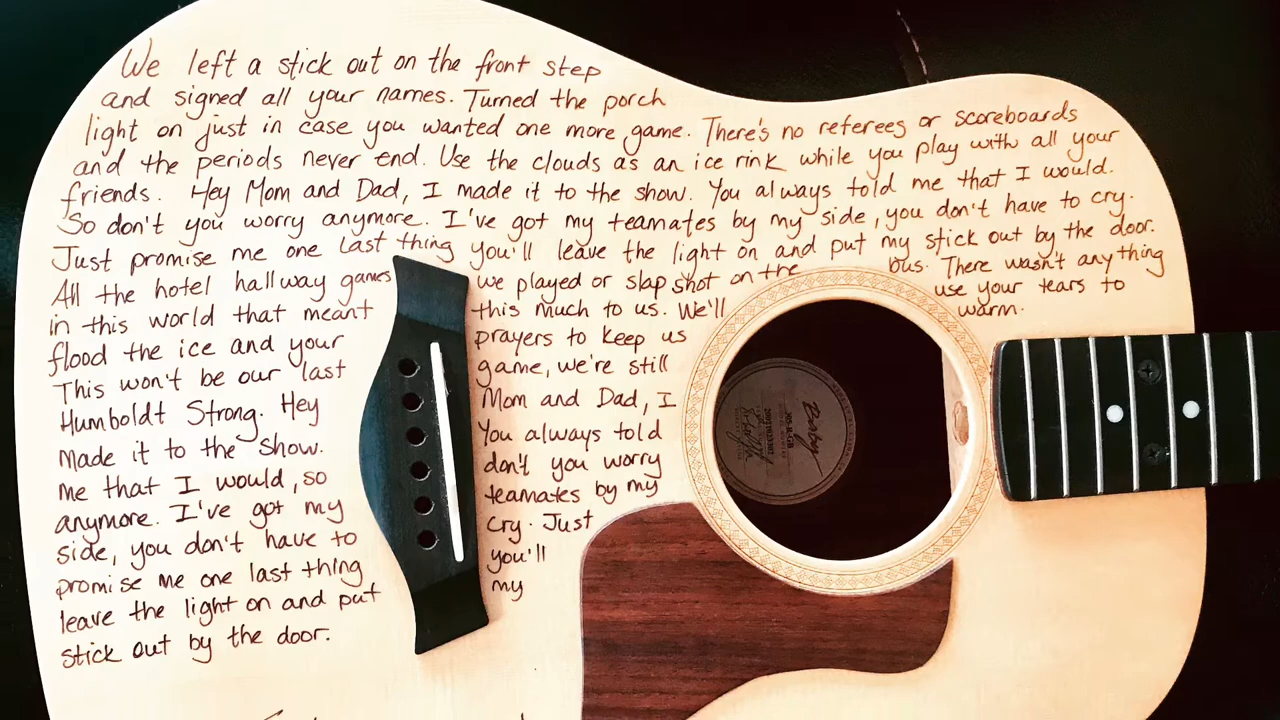 We left a stick out on the front step
and signed all your names. Turned the porch
light on just in case you wanted one more game. There's no referees or scoreboards
and the periods never end. Use the clouds as an ice rink while you play with all your
friends. Hey Mom and Dad, I made it to the show. You always told me that I would.
So don't you worry anymore. I've got my teamates by my side, you don't have to cry.
Just promise me one last thing you'll leave the light on and put my stick out by the door.
All the hotel hallway games we played or slap shot on the bus. There wasn't anything
in this world that meant this much to us. We'll use your tears to
flood the ice and your prayers to keep us warm.
This won't be our last game, we're still
Humboldt Strong. Hey Mom and Dad, I
made it to the show. You always told
me that I would, so don't you worry
anymore. I've got my teamates by my
side, you don't have to cry. Just
promise me one last thing you'll
leave the light on and put my
stick out by the door.